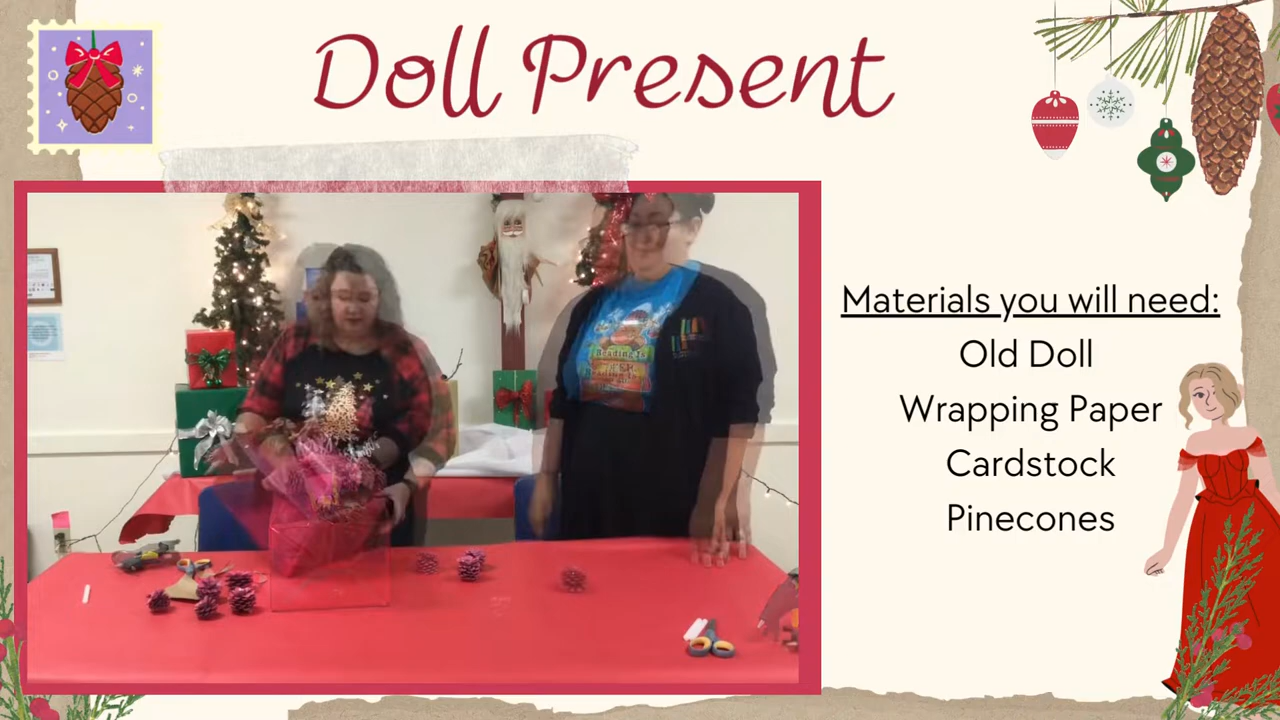 Doll Present
Materials you will need:
Old Doll
Wrapping Paper
Cardstock
Pinecones